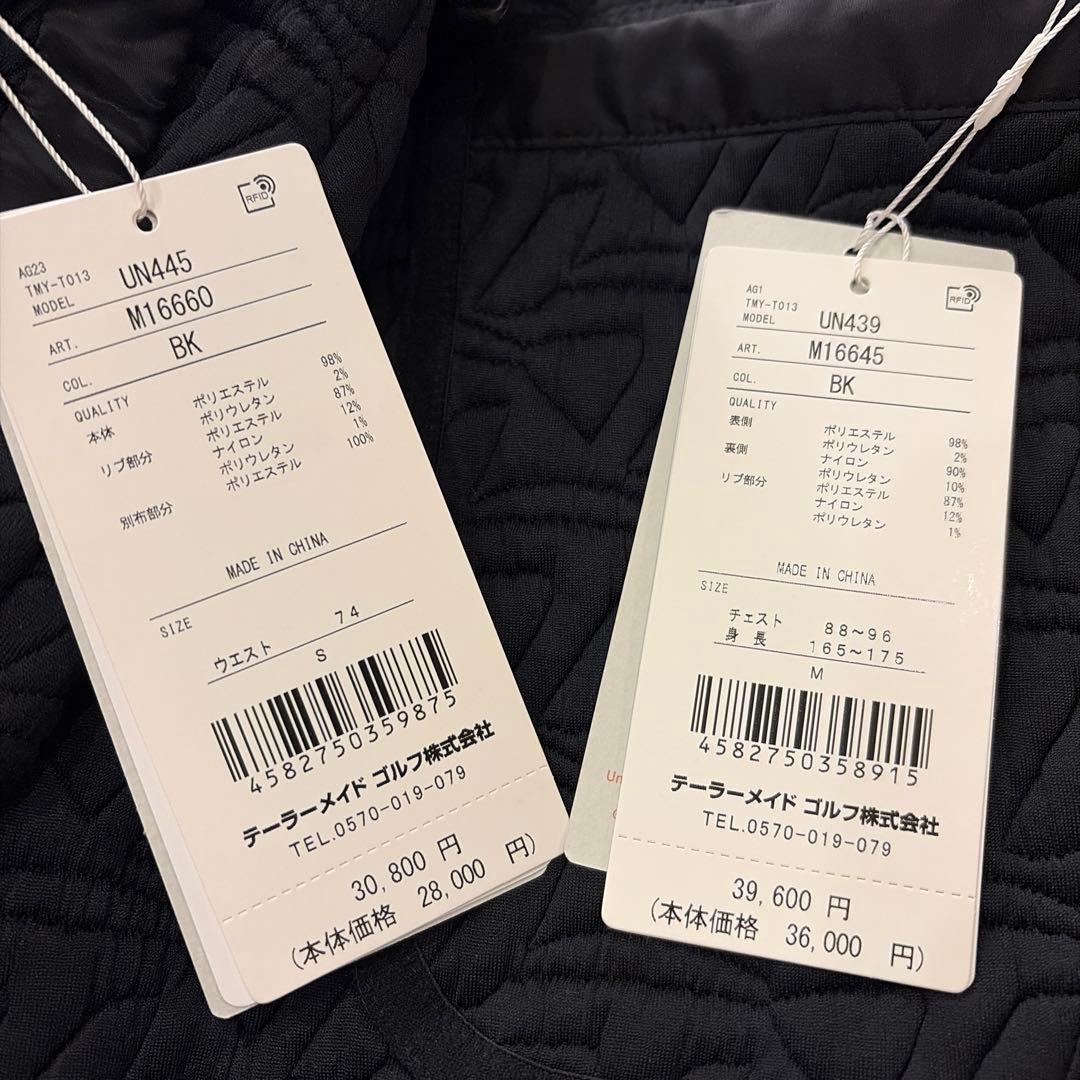 RFID
AG23
TMY-T013
MODEL UN445
ART. M16660
COL. BK
QUALITY
本体 ポリエステル 98%
ポリウレタン 2%
リブ部分 ポリエステル 87%
ナイロン 12%
ポリウレタン 1%
別布部分 ポリエステル 100%
MADE IN CHINA
SIZE
ウエスト 74
S
4582750359875
テーラーメイド ゴルフ株式会社
TEL.0570-019-079
30,800 円
(本体価格 28,000 円)
RFID
AG1
TMY-T013
MODEL UN439
ART. M16645
COL. BK
QUALITY
表側 ポリエステル 98%
ポリウレタン 2%
裏側 ナイロン 90%
ポリウレタン 10%
リブ部分 ポリエステル 87%
ナイロン 12%
ポリウレタン 1%
MADE IN CHINA
SIZE
チェスト 88~96
身長 165~175
M
4582750358915
テーラーメイド ゴルフ株式会社
TEL.0570-019-079
39,600 円
(本体価格 36,000 円)